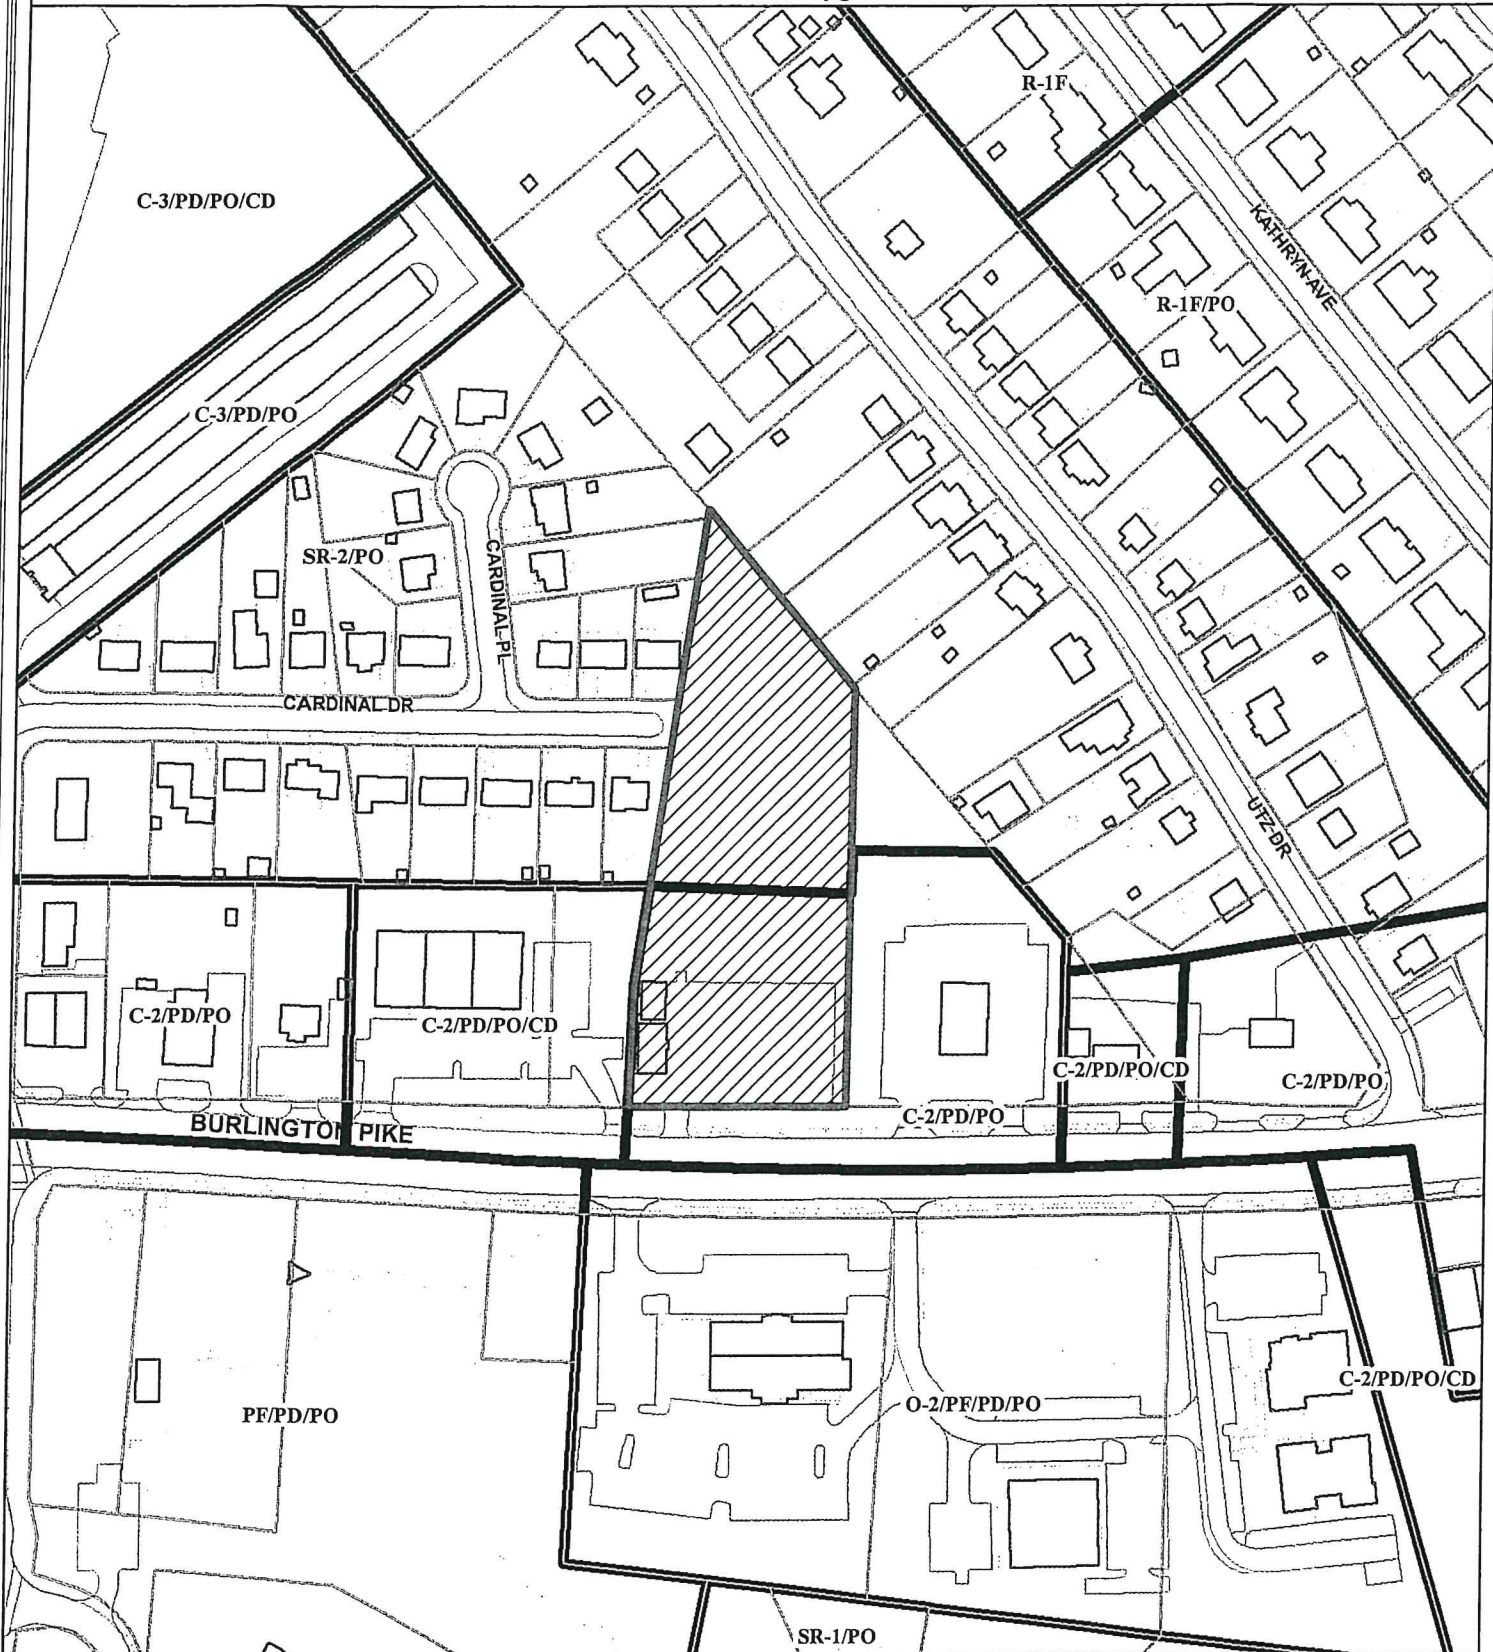 R-1F
C-3/PD/PO/CD
KATHRYN AVE
R-1F/PO
C-3/PD/PO
SR-2/PO
CARDINAL PL
CARDINAL DR
UTZ DR
C-2/PD/PO
C-2/PD/PO/CD
C-2/PD/PO/CD
C-2/PD/PO
C-2/PD/PO
BURLINGTON PIKE
C-2/PD/PO/CD
O-2/PF/PD/PO
PF/PD/PO
SR-1/PO